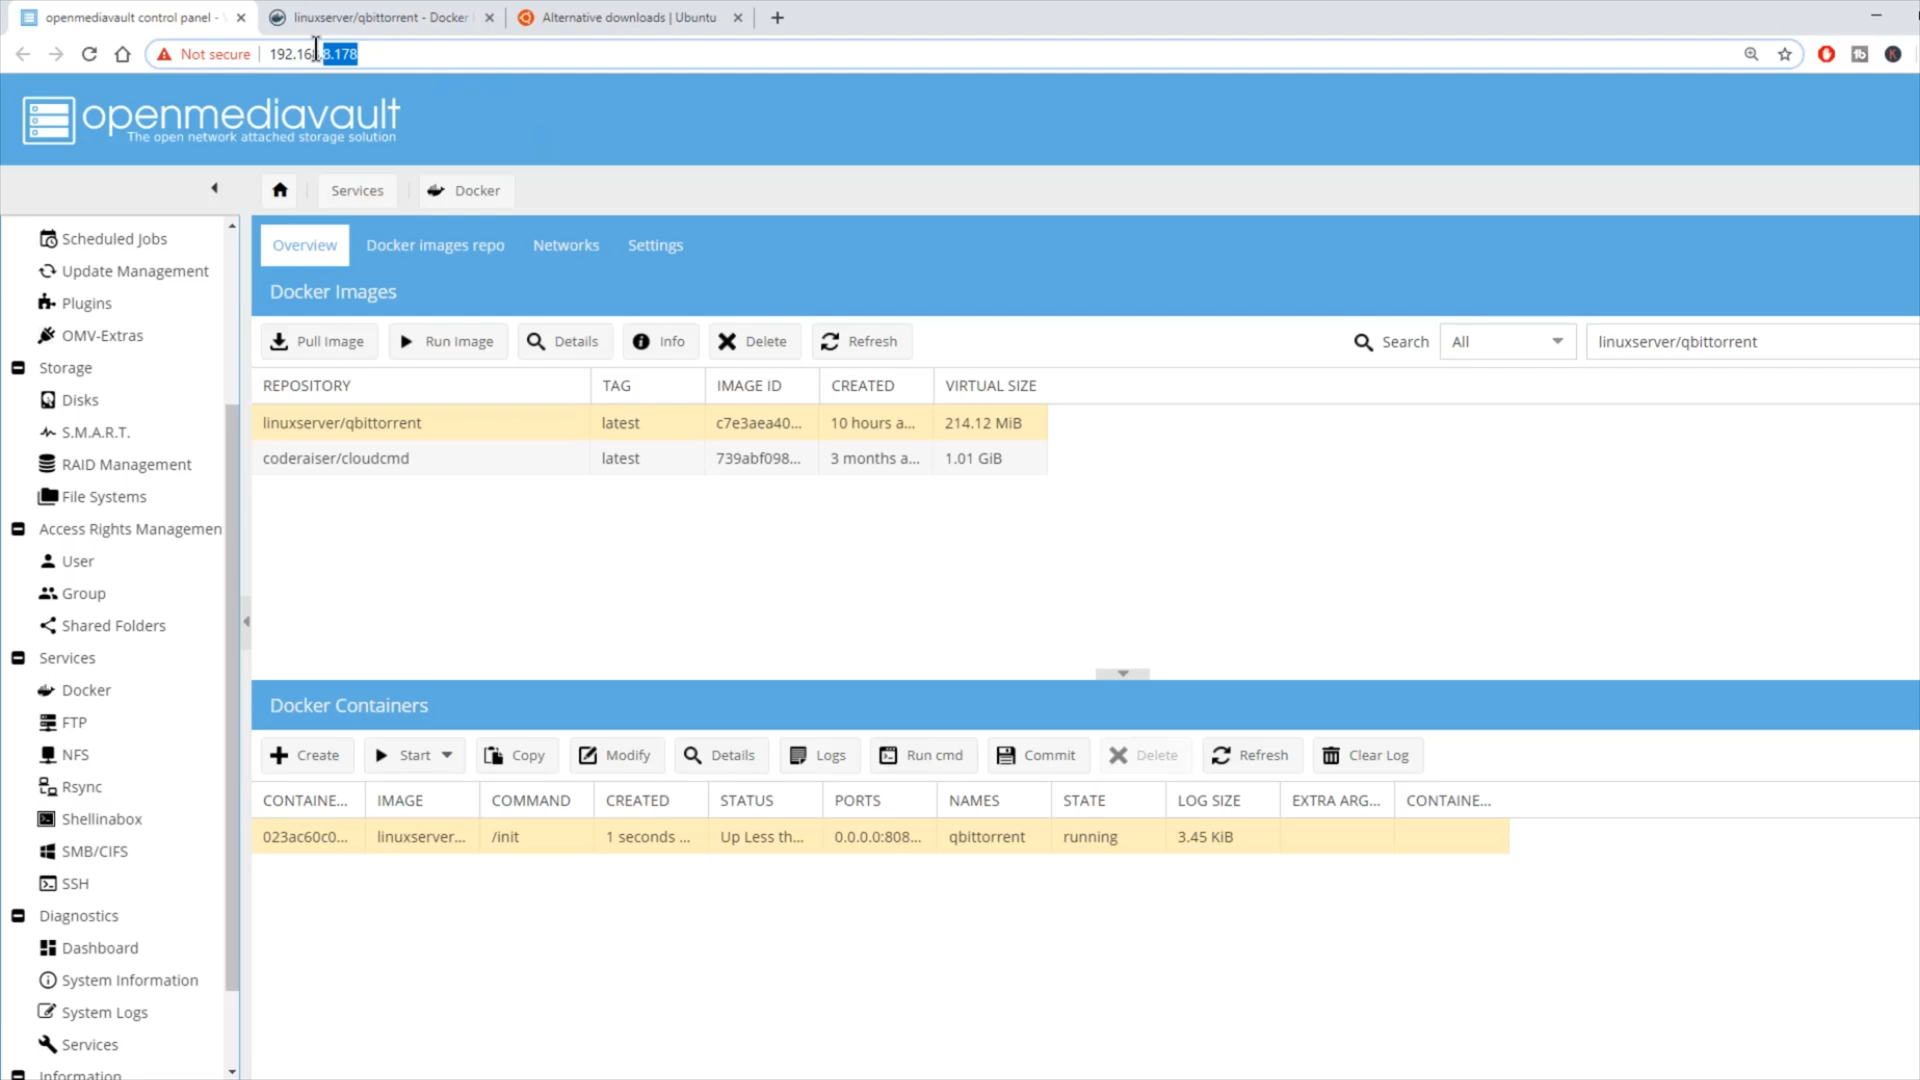 openmediavault control panel - 
linuxserver/qbittorrent - Docker
Alternative downloads | Ubuntu
Not secure
8.178
openmediavault
The open network attached storage solution
Services
Docker
Scheduled Jobs
Update Management
Plugins
OMV-Extras
Storage
Disks
S.M.A.R.T.
RAID Management
File Systems
Access Rights Managemen
User
Group
Shared Folders
Services
Docker
FTP
NFS
Rsync
Shellinabox
SMB/CIFS
SSH
Diagnostics
Dashboard
System Information
System Logs
Services
Information
Overview Docker images repo Networks Settings
Docker Images
Pull Image Run Image Details Info Delete Refresh Search All linuxserver/qbittorrent
REPOSITORY TAG IMAGE ID CREATED VIRTUAL SIZE
linuxserver/qbittorrent latest c7e3aea40... 10 hours a... 214.12 MiB
coderaiser/cloudcmd latest 739abf098... 3 months a... 1.01 GiB
Docker Containers
Create Start Copy Modify Details Logs Run cmd Commit Delete Refresh Clear Log
CONTAINE... IMAGE COMMAND CREATED STATUS PORTS NAMES STATE LOG SIZE EXTRA ARG... CONTAINE...
023ac60c0... linuxserver... /init 1 seconds ... Up Less th... 0.0.0.0:808... qbittorrent running 3.45 KiB